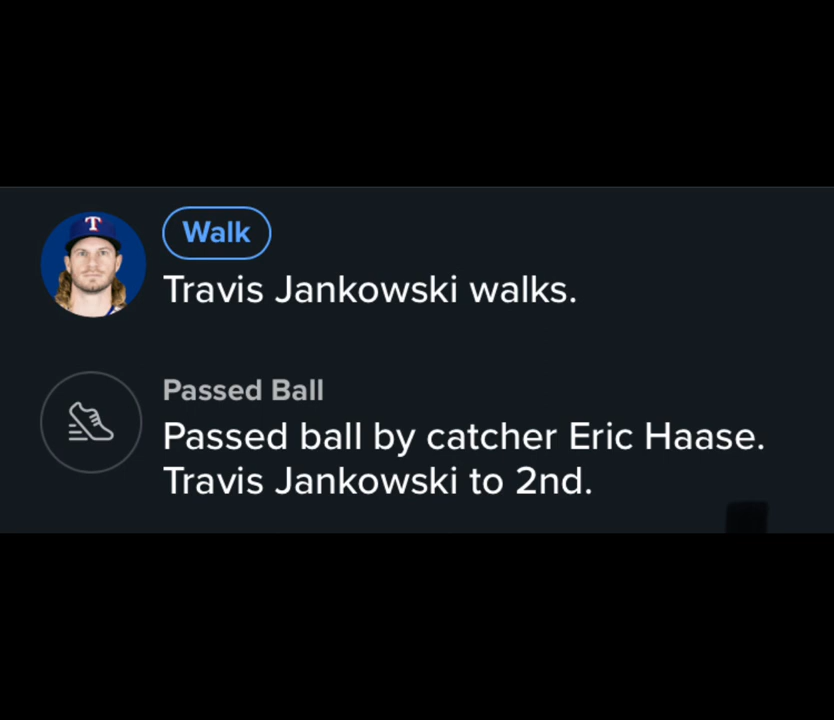 T
Walk
Travis Jankowski walks.
Passed Ball
Passed ball by catcher Eric Haase.
Travis Jankowski to 2nd.